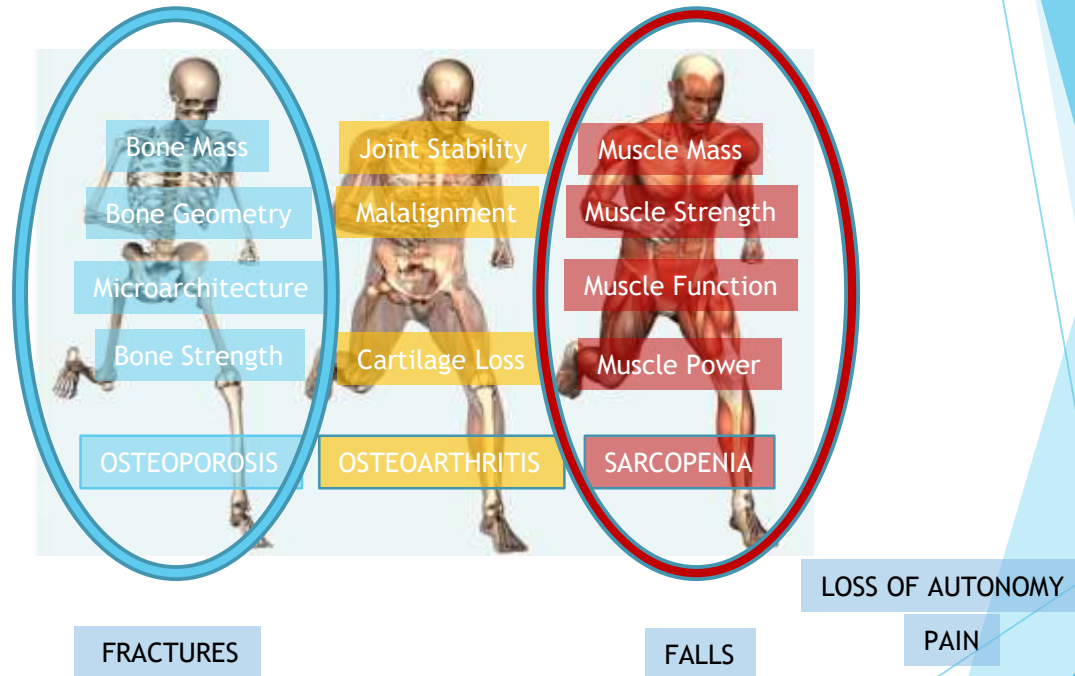 Bone Mass
Bone Geometry
Microarchitecture
Bone Strength
OSTEOPOROSIS
Joint Stability
Malalignment
Cartilage Loss
OSTEOARTHRITIS
Muscle Mass
Muscle Strength
Muscle Function
Muscle Power
SARCOPENIA
FRACTURES
FALLS
LOSS OF AUTONOMY
PAIN